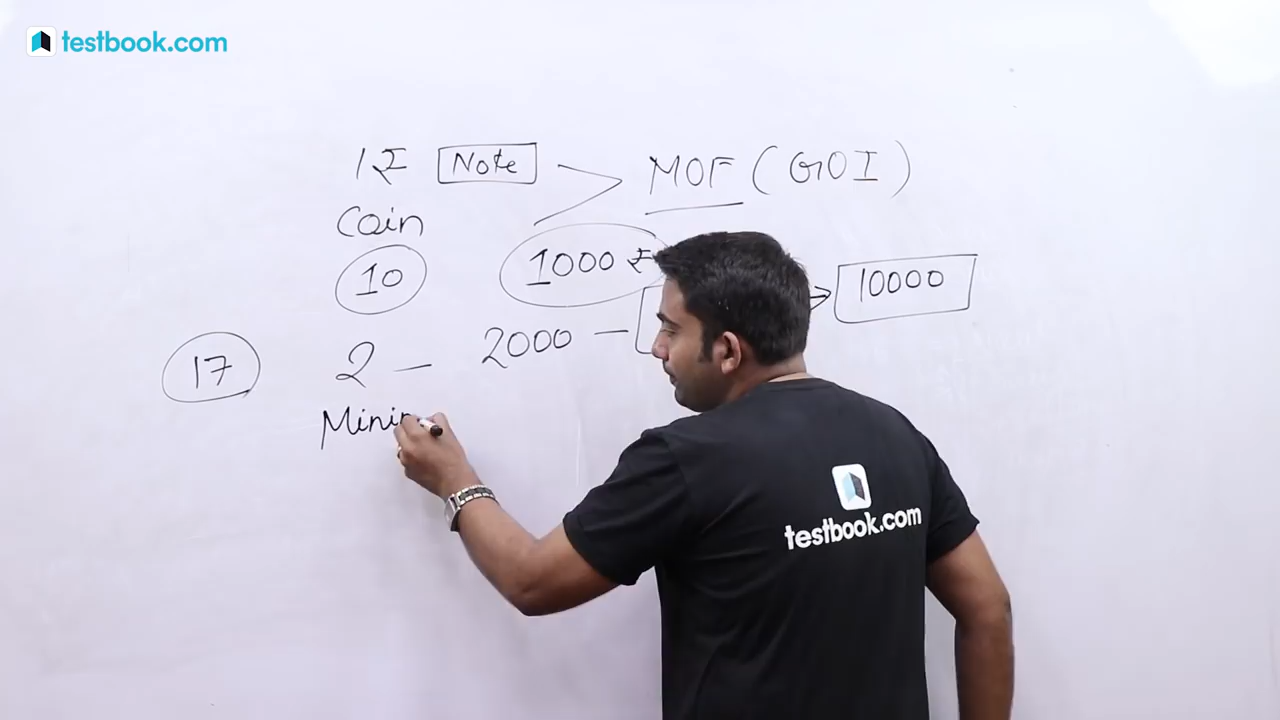 testbook.com
1₹ Note > MOF (GOI)
Coin
10 1000 ₹ → 10000
17 2 — 2000 —
Minim
testbook.com